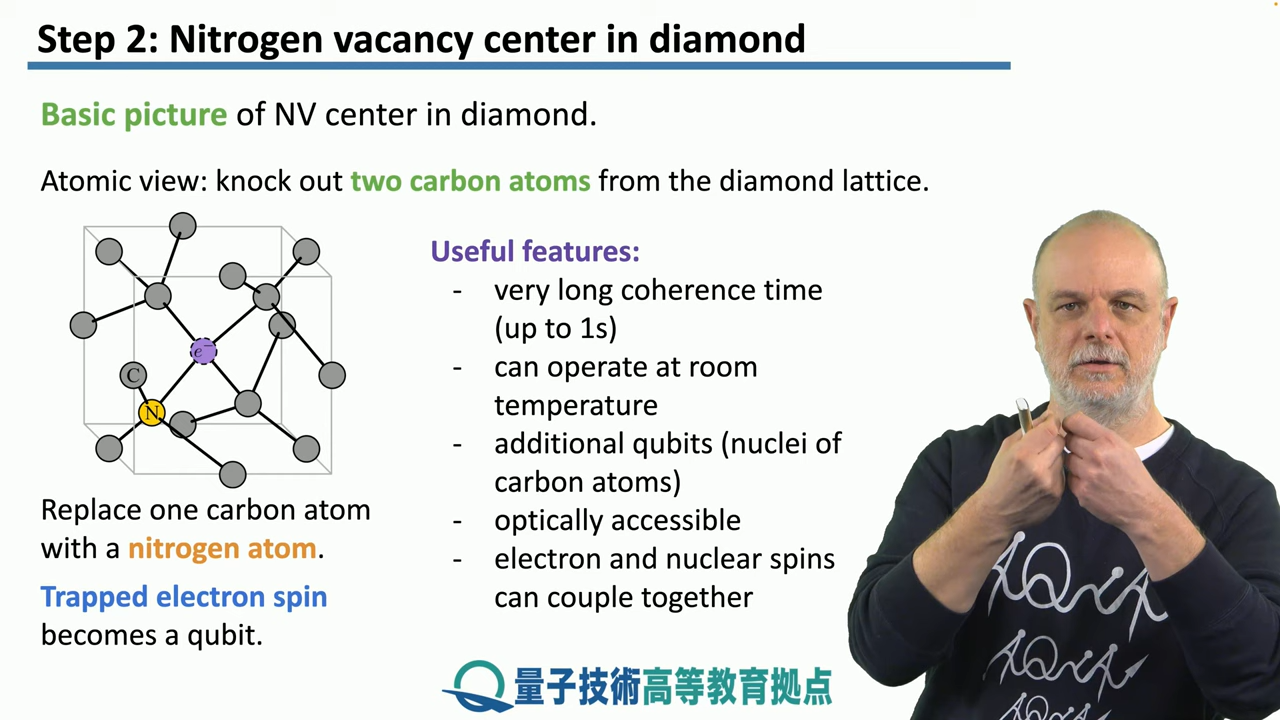 Step 2: Nitrogen vacancy center in diamond
Basic picture of NV center in diamond.
Atomic view: knock out two carbon atoms from the diamond lattice.
e⁻
C
N
Replace one carbon atom
with a nitrogen atom.
Trapped electron spin
becomes a qubit.
Useful features:
- very long coherence time
(up to 1s)
- can operate at room
temperature
- additional qubits (nuclei of
carbon atoms)
- optically accessible
- electron and nuclear spins
can couple together
AQUA
AQUA
量子技術高等教育拠点